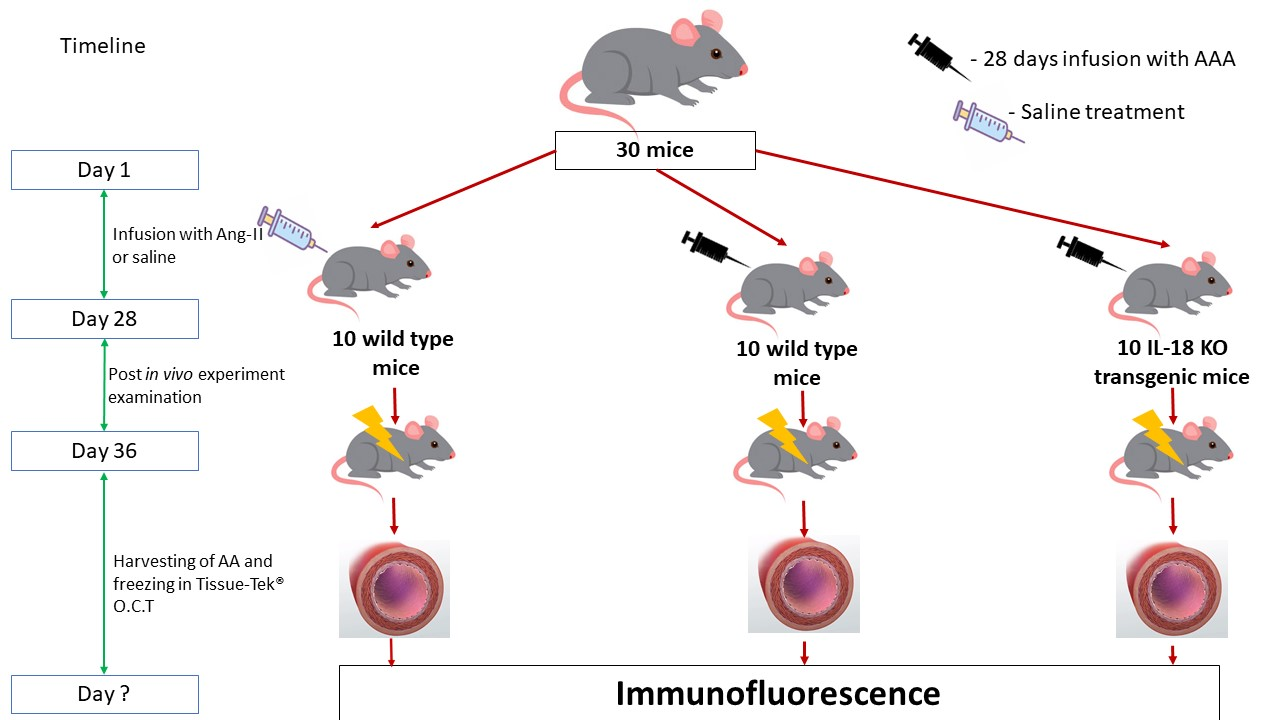 Timeline
- 28 days infusion with AAA
- Saline treatment
30 mice
Day 1
Infusion with Ang-II
or saline
Day 28
10 wild type
mice
10 wild type
mice
10 IL-18 KO
transgenic mice
Post in vivo experiment
examination
Day 36
Harvesting of AA and
freezing in Tissue-Tek®
O.C.T
Day ?
Immunofluorescence